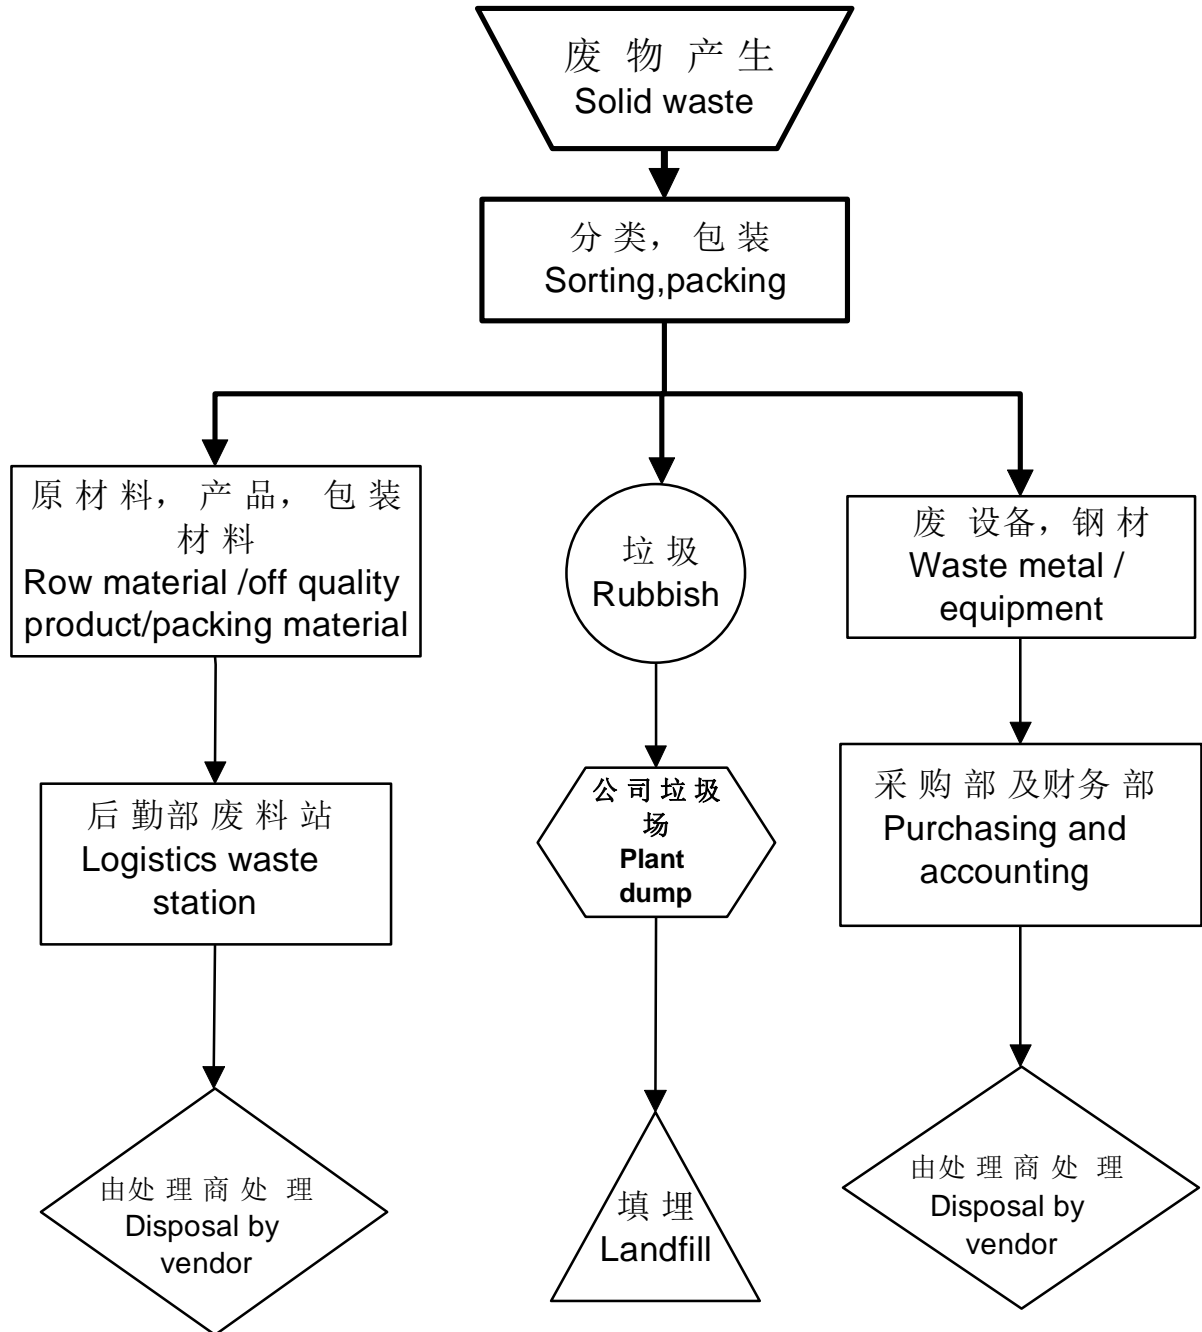 废 物 产 生
Solid waste
分 类， 包 装
Sorting,packing
原 材 料， 产 品， 包 装
材 料
Row material /off quality
product/packing material
垃 圾
Rubbish
废 设备，钢 材
Waste metal /
equipment
后 勤 部 废 料 站
Logistics waste
station
公 司 垃 圾
场
Plant
dump
采 购 部 及财 务 部
Purchasing and
accounting
由处 理 商 处 理
Disposal by
vendor
填 埋
Landfill
由处 理 商 处 理
Disposal by
vendor